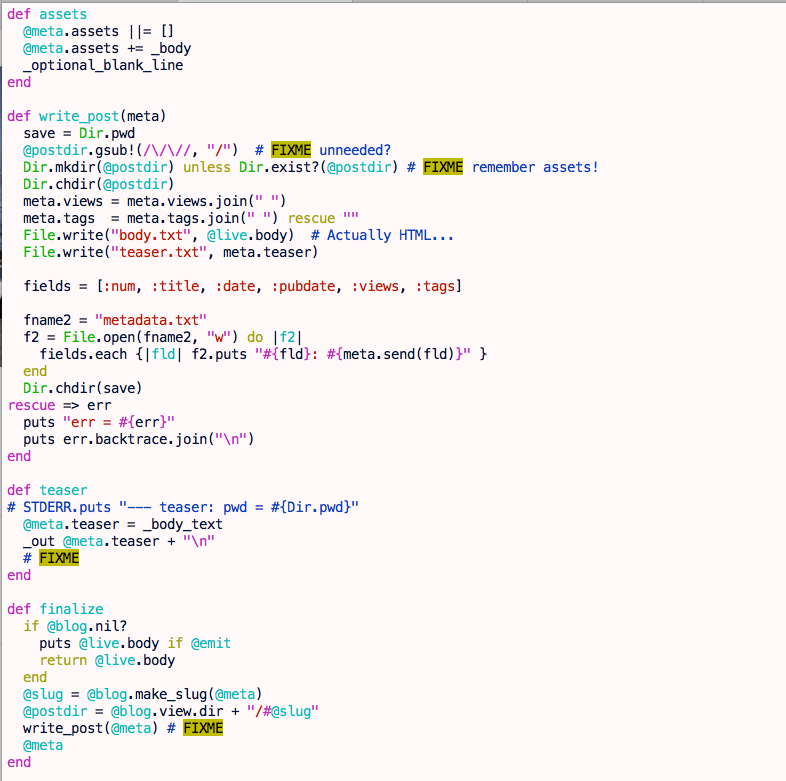 def assets
  @meta.assets ||= []
  @meta.assets += _body
  _optional_blank_line
end

def write_post(meta)
  save = Dir.pwd
  @postdir.gsub!(/\/\//, "/")  # FIXME unneeded?
  Dir.mkdir(@postdir) unless Dir.exist?(@postdir) # FIXME remember assets!
  Dir.chdir(@postdir)
  meta.views = meta.views.join(" ")
  meta.tags  = meta.tags.join(" ") rescue ""
  File.write("body.txt", @live.body)  # Actually HTML...
  File.write("teaser.txt", meta.teaser)

  fields = [:num, :title, :date, :pubdate, :views, :tags]

  fname2 = "metadata.txt"
  f2 = File.open(fname2, "w") do |f2|
    fields.each {|fld| f2.puts "#{fld}: #{meta.send(fld)}" }
  end
  Dir.chdir(save)
rescue => err
  puts "err = #{err}"
  puts err.backtrace.join("\n")
end

def teaser
# STDERR.puts "--- teaser: pwd = #{Dir.pwd}"
  @meta.teaser = _body_text
  _out @meta.teaser + "\n"
  # FIXME
end

def finalize
  if @blog.nil?
    puts @live.body if @emit
    return @live.body
  end
  @slug = @blog.make_slug(@meta)
  @postdir = @blog.view.dir + "/#@slug"
  write_post(@meta) # FIXME
  @meta
end